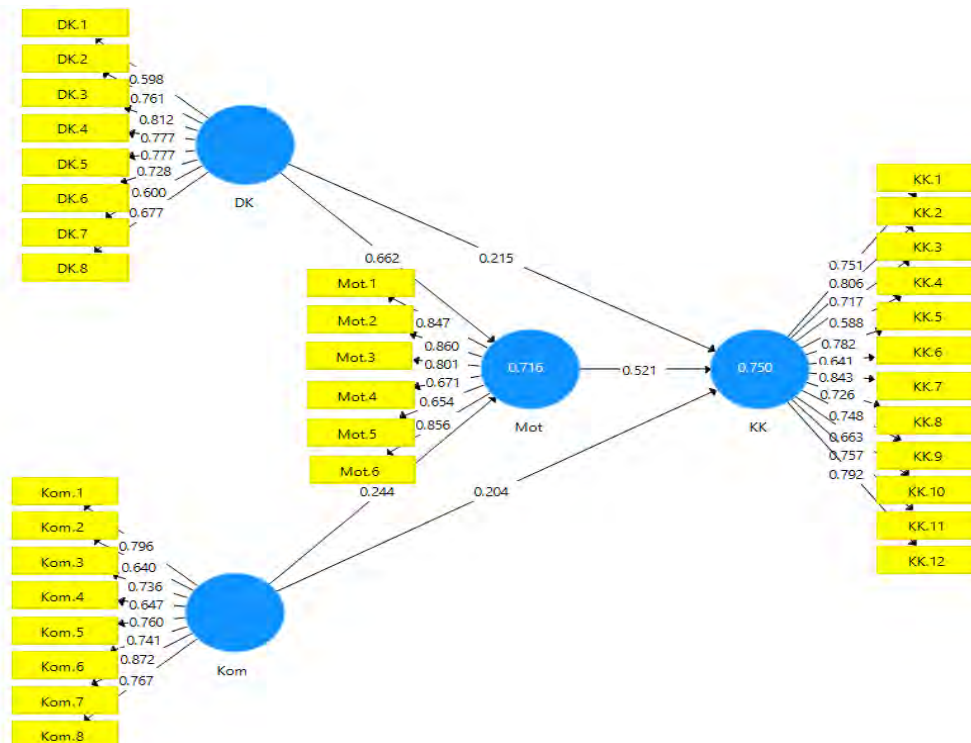 DK.1
DK.2
DK.3
DK.4
DK.5
DK.6
DK.7
DK.8
0.598
0.761
0.812
0.777
0.777
0.728
0.600
0.677
DK
0.662
0.215
Mot.1
Mot.2
Mot.3
Mot.4
Mot.5
Mot.6
0.847
0.860
0.801
0.671
0.654
0.856
0.716
Mot
0.521
0.750
KK
0.751
0.806
0.717
0.588
0.782
0.641
0.843
0.726
0.748
0.663
0.757
0.792
KK.1
KK.2
KK.3
KK.4
KK.5
KK.6
KK.7
KK.8
KK.9
KK.10
KK.11
KK.12
0.244
0.204
Kom.1
Kom.2
Kom.3
Kom.4
Kom.5
Kom.6
Kom.7
Kom.8
0.796
0.640
0.736
0.647
0.760
0.741
0.872
0.767
Kom